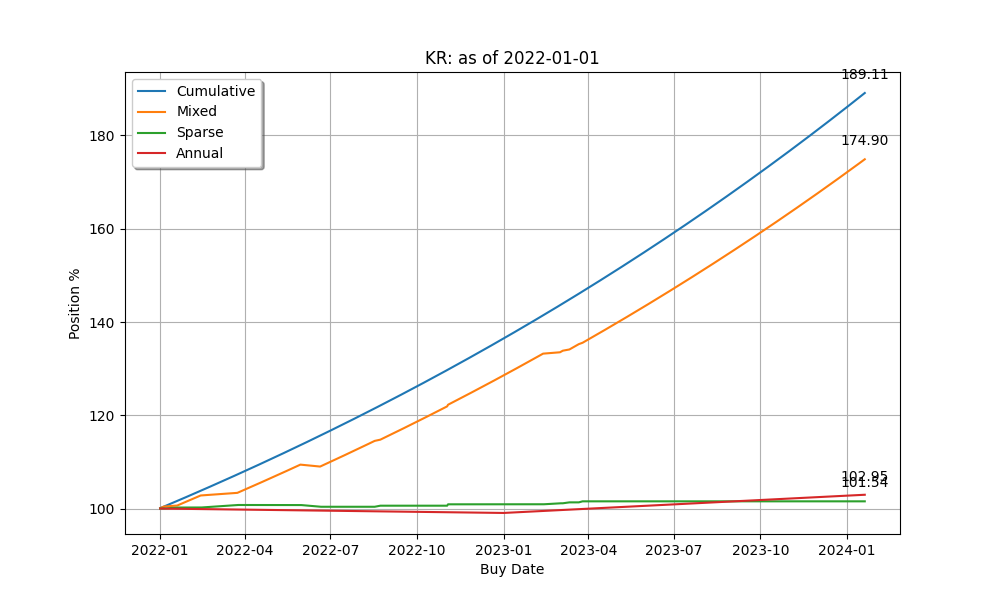 KR: as of 2022-01-01
189.11
174.90
102.95
101.54
Cumulative
Mixed
Sparse
Annual
Position %
180
160
140
120
100
2022-01 2022-04 2022-07 2022-10 2023-01 2023-04 2023-07 2023-10 2024-01
Buy Date